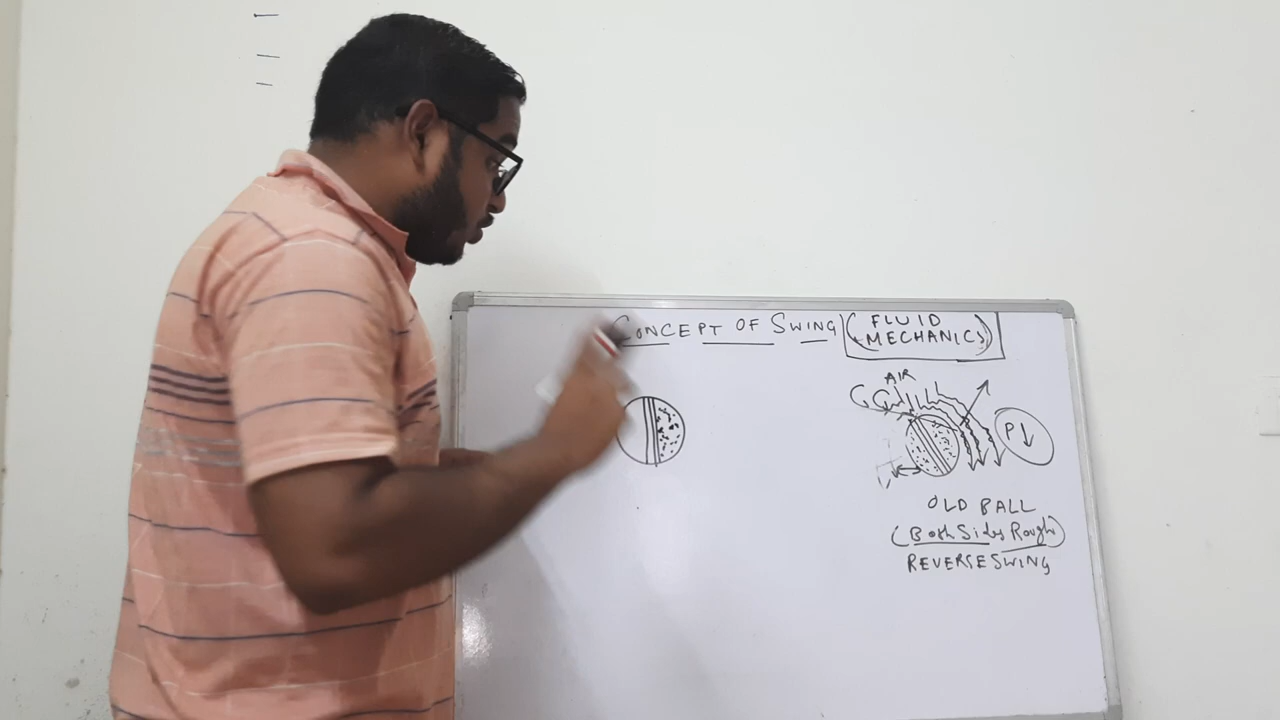 CONCEPT OF SWING (FLUID
MECHANICS)
AIR
P↓
OLD BALL
(Both Sides Rough)
REVERSE SWING